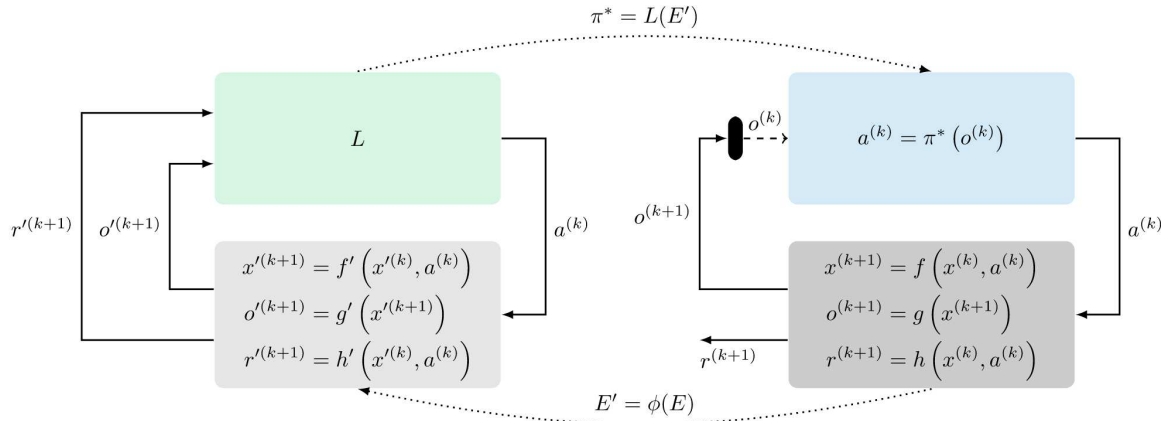 π* = L(E′)
L
o^(k)
a^(k) = π* (o^(k))
r′^(k+1)
o′^(k+1)
a^(k)
o^(k+1)
a^(k)
x′^(k+1) = f′ (x′^(k), a^(k))
o′^(k+1) = g′ (x′^(k+1))
r′^(k+1) = h′ (x′^(k), a^(k))
x^(k+1) = f (x^(k), a^(k))
o^(k+1) = g (x^(k+1))
r^(k+1) = h (x^(k), a^(k))
r^(k+1)
E′ = ϕ(E)